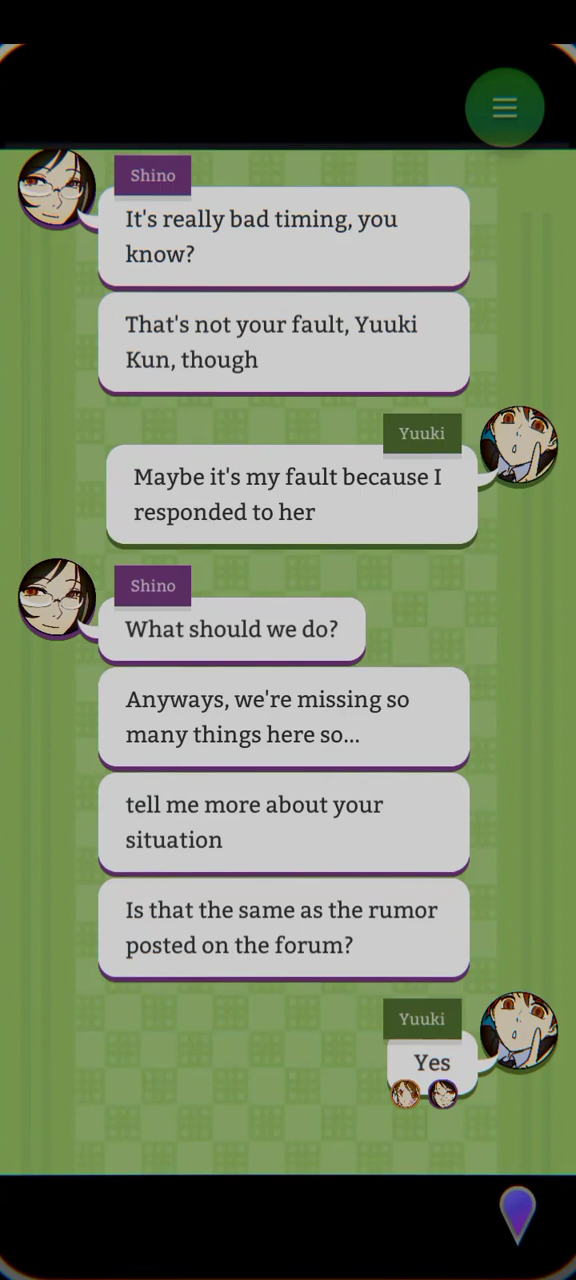 Shino
It's really bad timing, you
know?
That's not your fault, Yuuki
Kun, though
Yuuki
Maybe it's my fault because I
responded to her
Shino
What should we do?
Anyways, we're missing so
many things here so...
tell me more about your
situation
Is that the same as the rumor
posted on the forum?
Yuuki
Yes